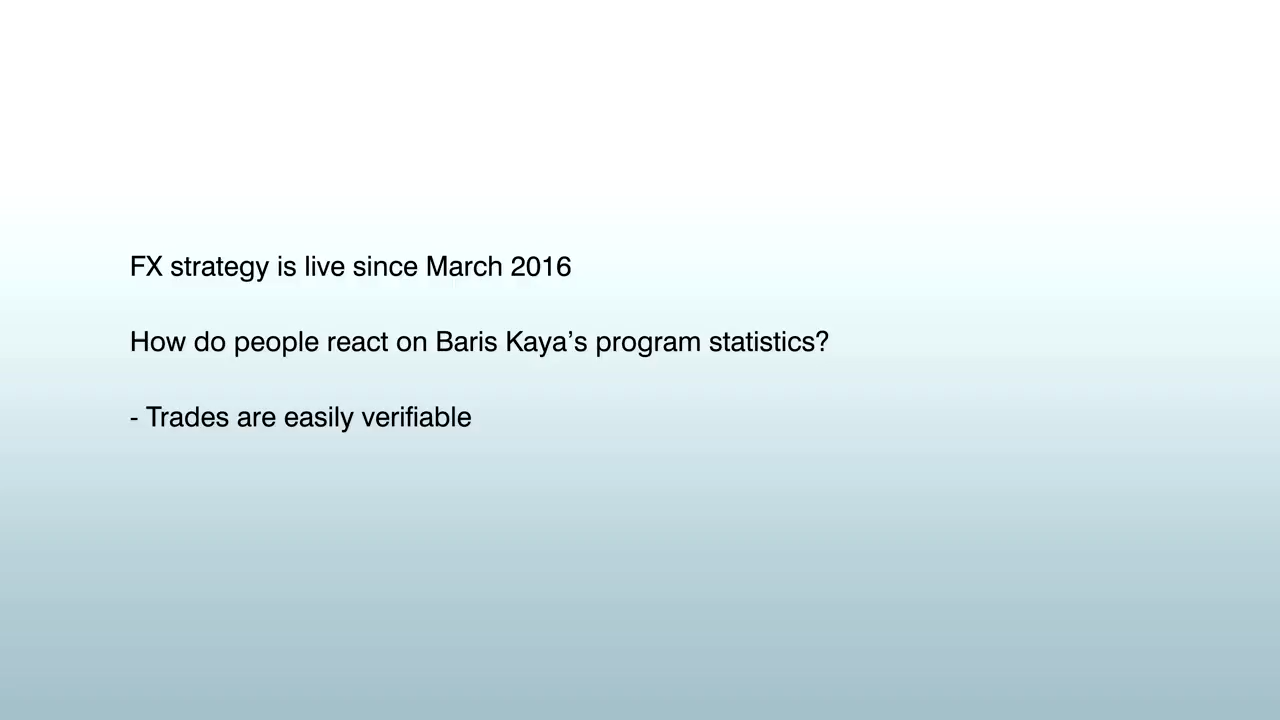 FX strategy is live since March 2016
How do people react on Baris Kaya’s program statistics?
- Trades are easily verifiable